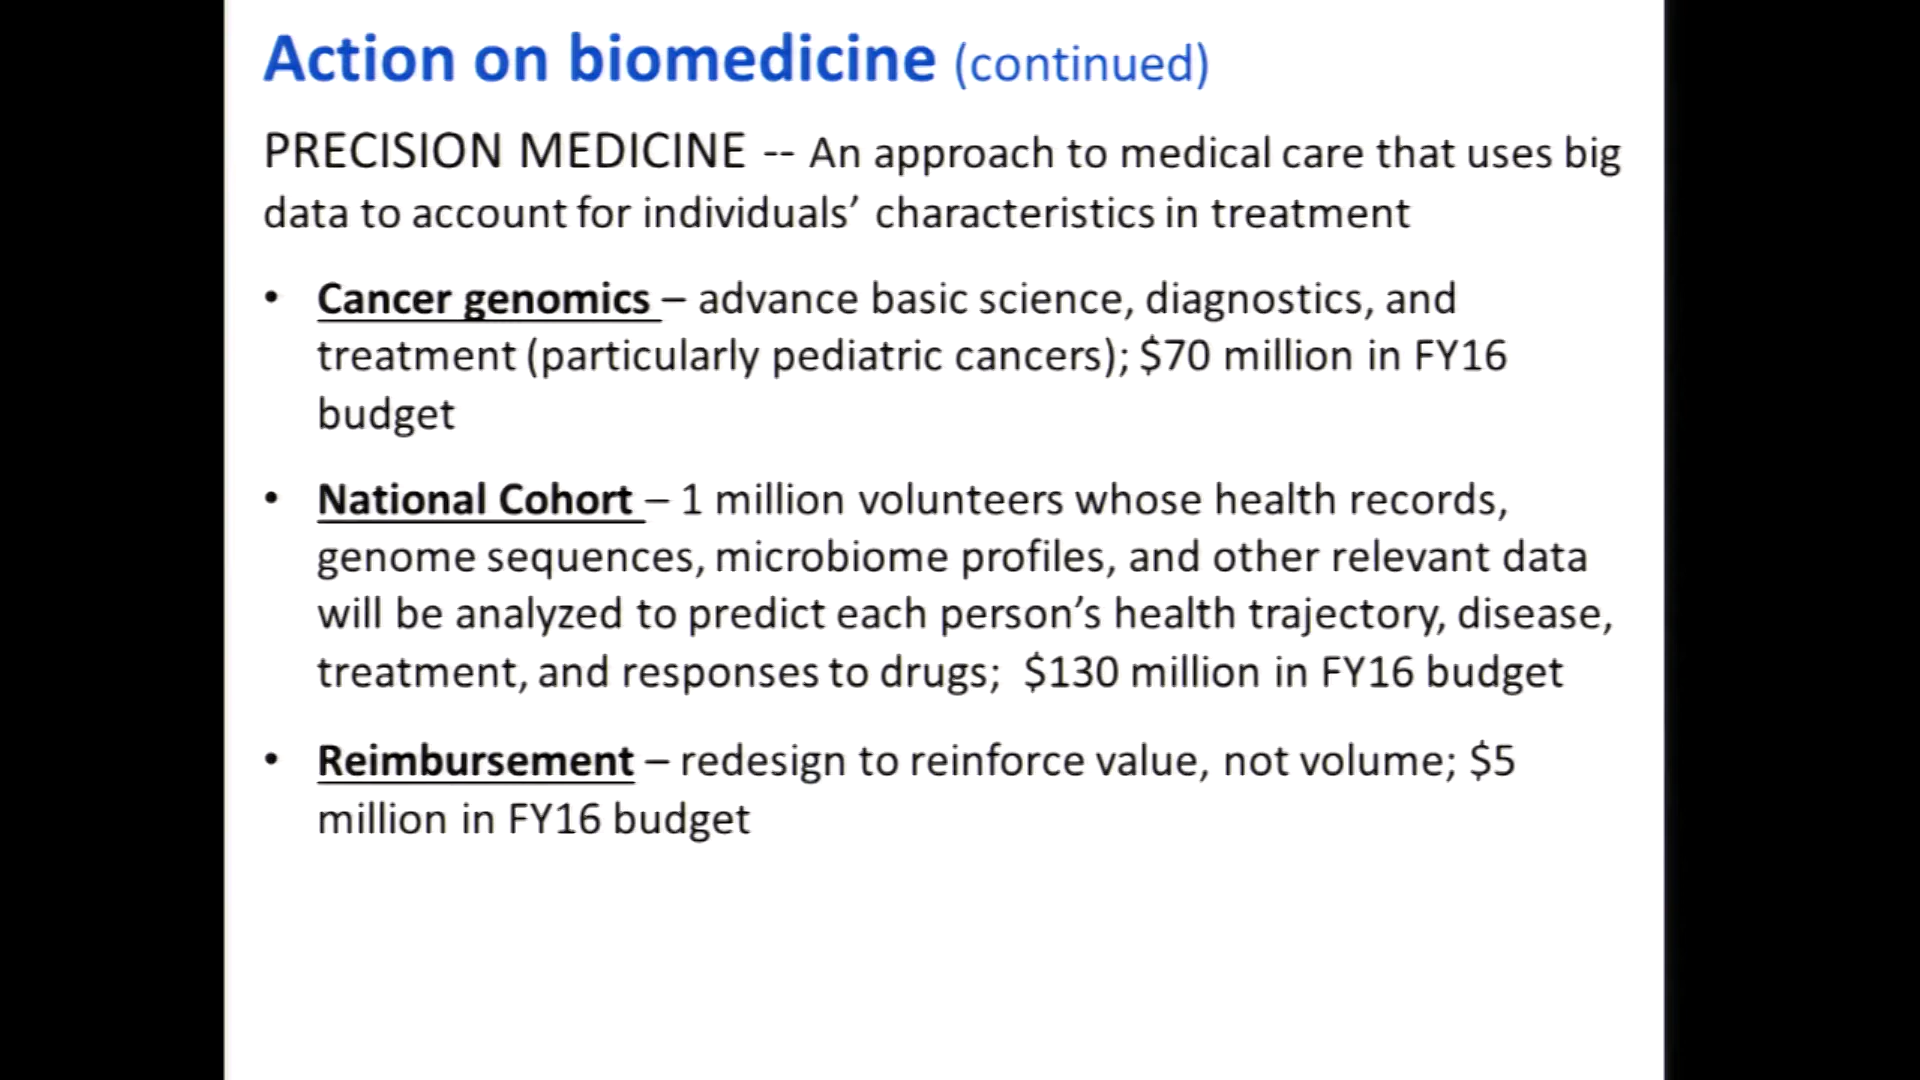 Action on biomedicine (continued)
PRECISION MEDICINE -- An approach to medical care that uses big
data to account for individuals’ characteristics in treatment
• Cancer genomics – advance basic science, diagnostics, and
treatment (particularly pediatric cancers); $70 million in FY16
budget
• National Cohort – 1 million volunteers whose health records,
genome sequences, microbiome profiles, and other relevant data
will be analyzed to predict each person’s health trajectory, disease,
treatment, and responses to drugs;  $130 million in FY16 budget
• Reimbursement – redesign to reinforce value, not volume; $5
million in FY16 budget